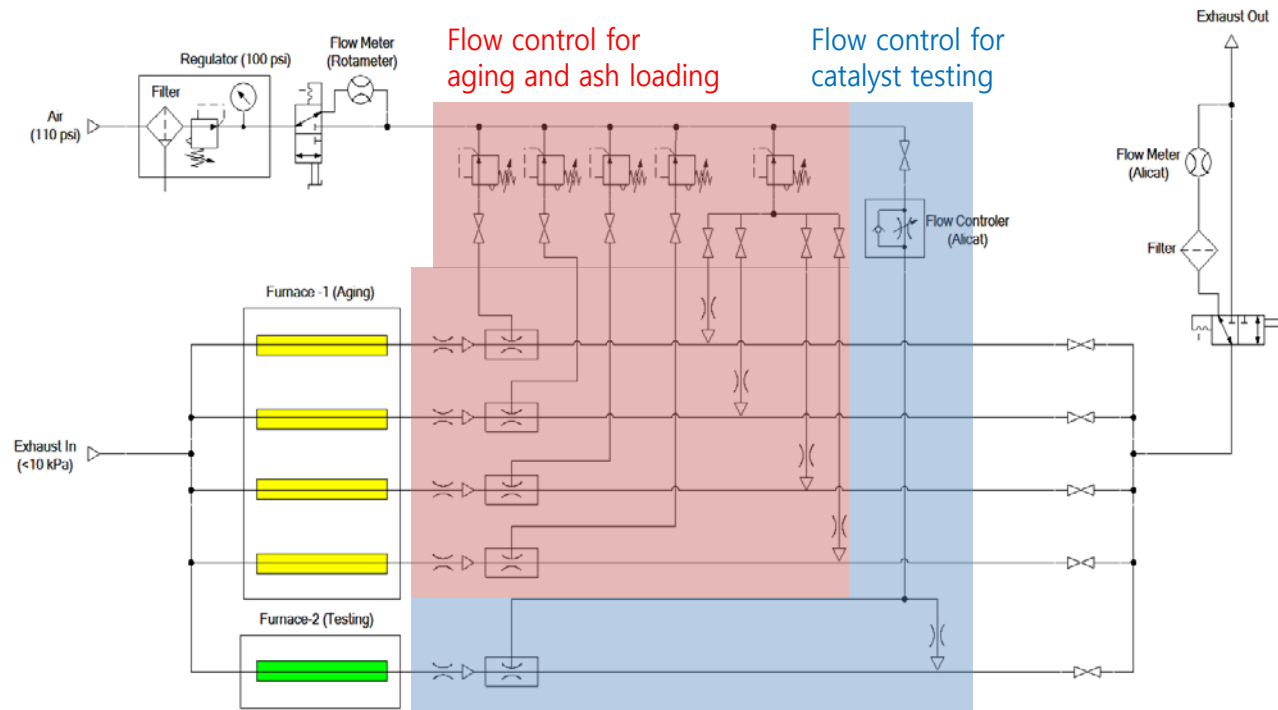 Exhaust Out
Flow control for
aging and ash loading
Flow control for
catalyst testing
Flow Meter
(Rotameter)
Regulator (100 psi)
Filter
Air
(110 psi)
Flow Meter
(Alicat)
Flow Controler
(Alicat)
Filter
Furnace -1 (Aging)
Exhaust In
(<10 kPa)
Furnace-2 (Testing)